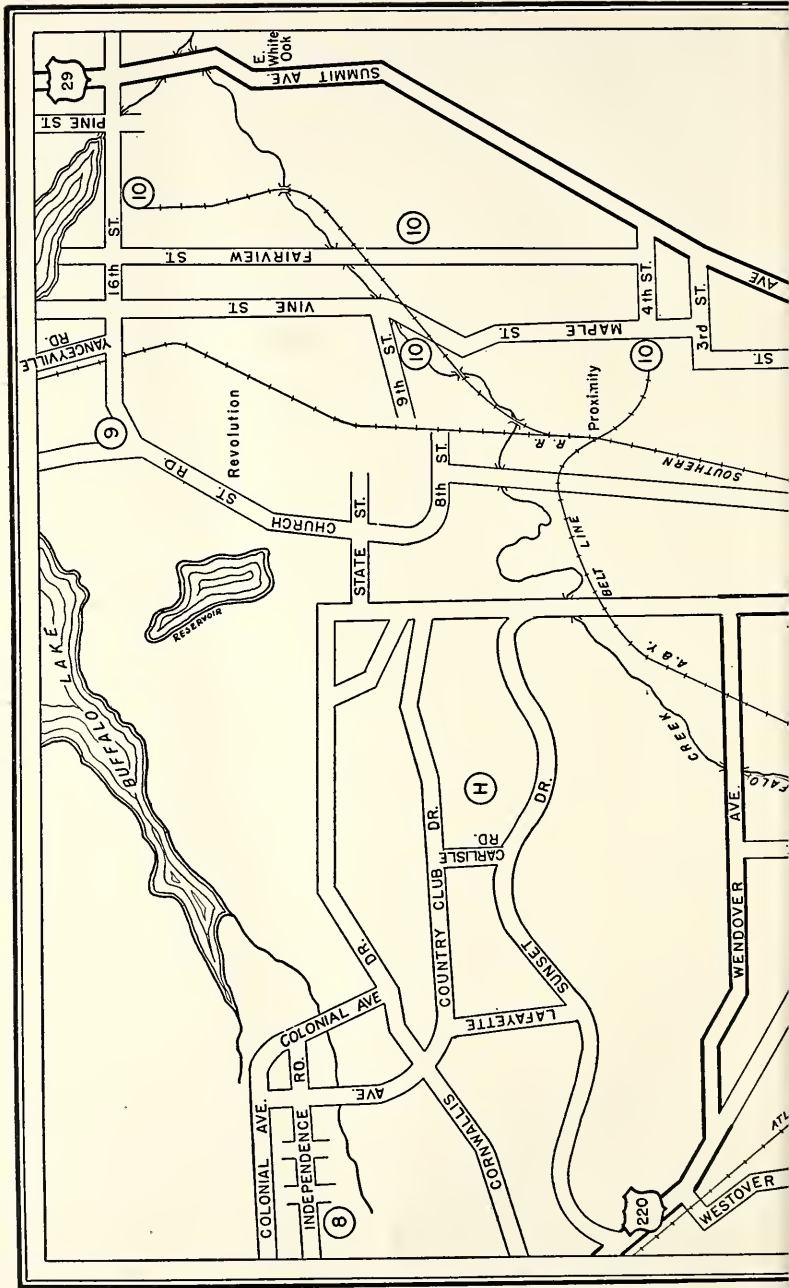 29
PINE ST.
E. White Oak
SUMMIT AVE.
10
16th ST.
FAIRVIEW ST.
10
VINE ST.
YANCEYVILLE RD.
9
Revolution
9th ST.
10
MAPLE ST.
4th ST.
3rd ST.
AVE
ST.
10
Proximity
R. R.
SOUTHERN
CHURCH ST. RD.
8th ST.
STATE ST.
RESERVOIR
BUFFALO LAKE
BELT LINE
A.&Y.
CREEK
FALO
COUNTRY CLUB DR.
H
CARLISLE RD.
SUNSET DR.
LAFAYETTE
WENDOVER AVE.
COLONIAL AVE
DR.
CORNWALLIS
COLONIAL AVE.
INDEPENDENCE RD.
AVE.
8
220
WESTOVER
ATL